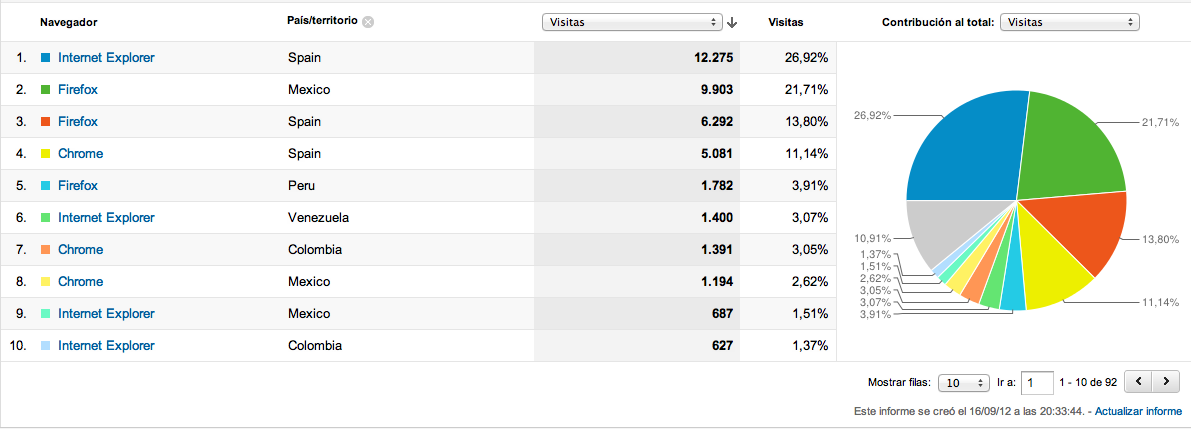 Navegador País/territorio Visitas Visitas Contribución al total: Visitas
1. Internet Explorer Spain 12.275 26,92%
2. Firefox Mexico 9.903 21,71%
3. Firefox Spain 6.292 13,80%
4. Chrome Spain 5.081 11,14%
5. Firefox Peru 1.782 3,91%
6. Internet Explorer Venezuela 1.400 3,07%
7. Chrome Colombia 1.391 3,05%
8. Chrome Mexico 1.194 2,62%
9. Internet Explorer Mexico 687 1,51%
10. Internet Explorer Colombia 627 1,37%
26,92%
21,71%
10,91%
13,80%
1,37%
1,51%
2,62%
3,05%
3,07%
11,14%
3,91%
Mostrar filas: 10 Ir a: 1 1 - 10 de 92
Este informe se creó el 16/09/12 a las 20:33:44. - Actualizar informe